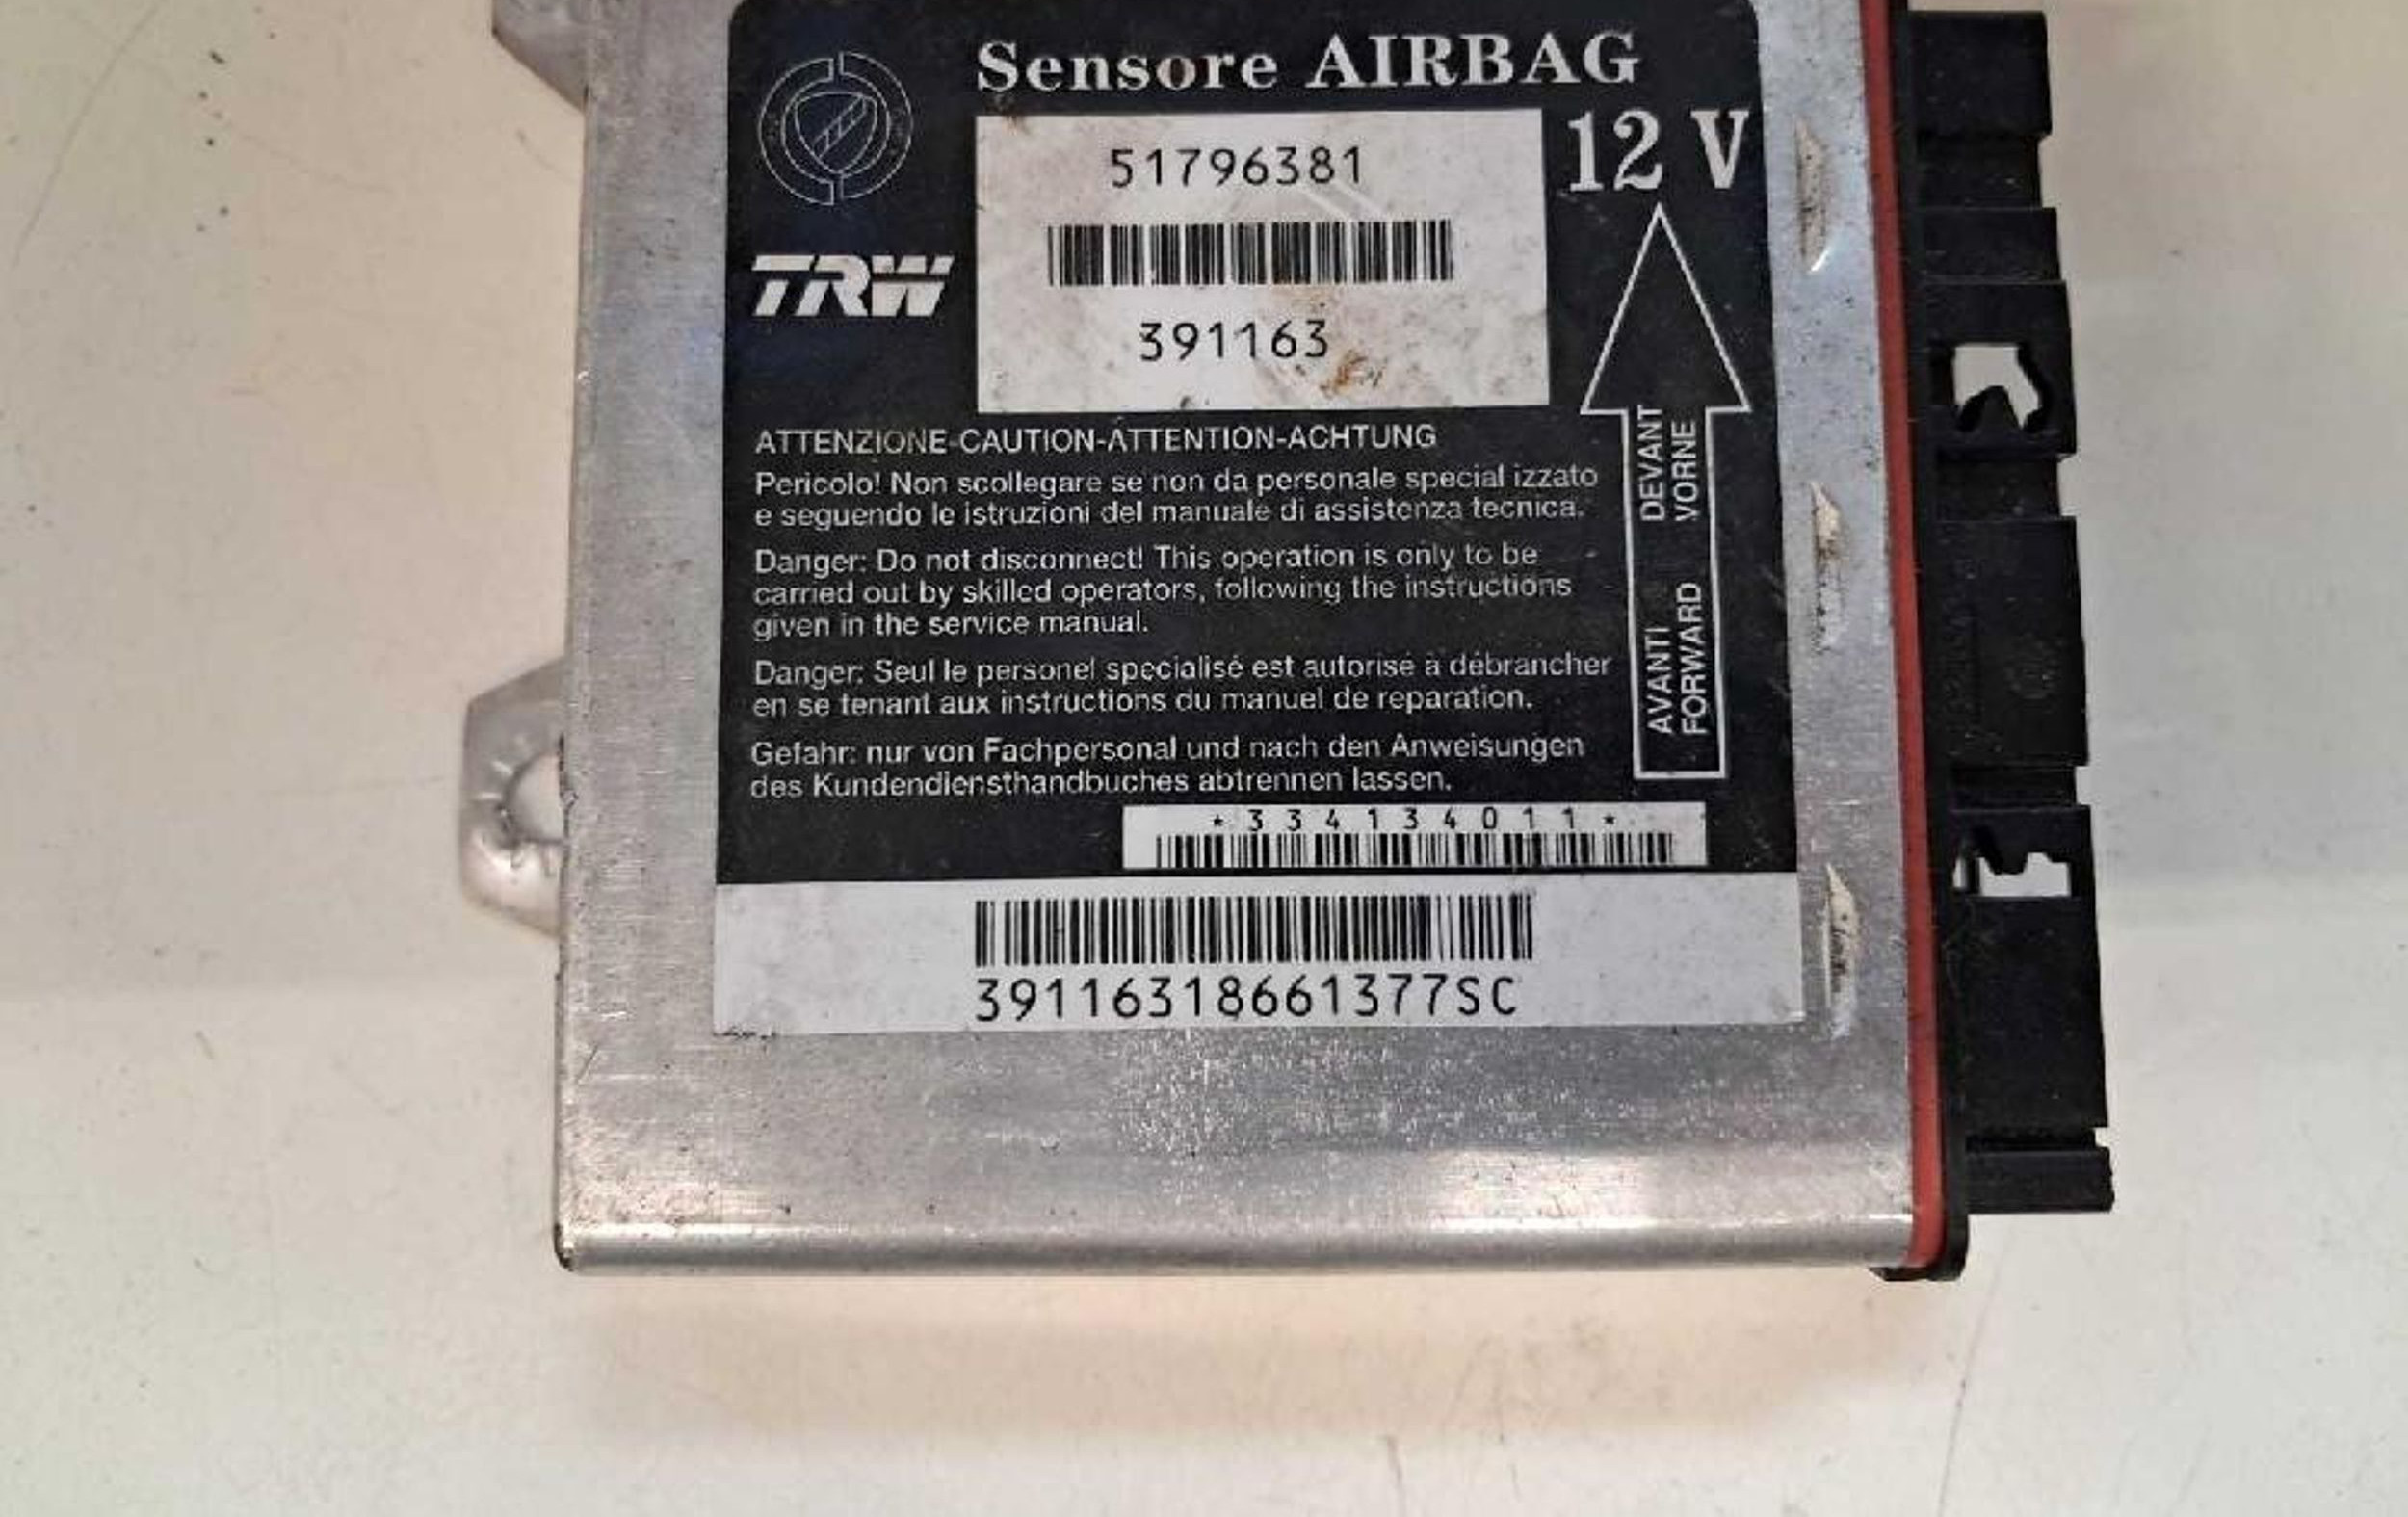 Sensore AIRBAG
12 V
51796381
TRW
391163
ATTENZIONE-CAUTION-ATTENTION-ACHTUNG
Pericolo! Non scollegare se non da personale special izzato
e seguendo le istruzioni del manuale di assistenza tecnica.
Danger: Do not disconnect! This operation is only to be
carried out by skilled operators, following the instructions
given in the service manual.
Danger: Seul le personel specialisé est autorisé à débrancher
en se tenant aux instructions du manuel de reparation.
Gefahr: nur von Fachpersonal und nach den Anweisungen
des Kundendiensthandbuches abtrennen lassen.
AVANTI DEVANT
FORWARD VORNE
*334134011*
39116318661377SC